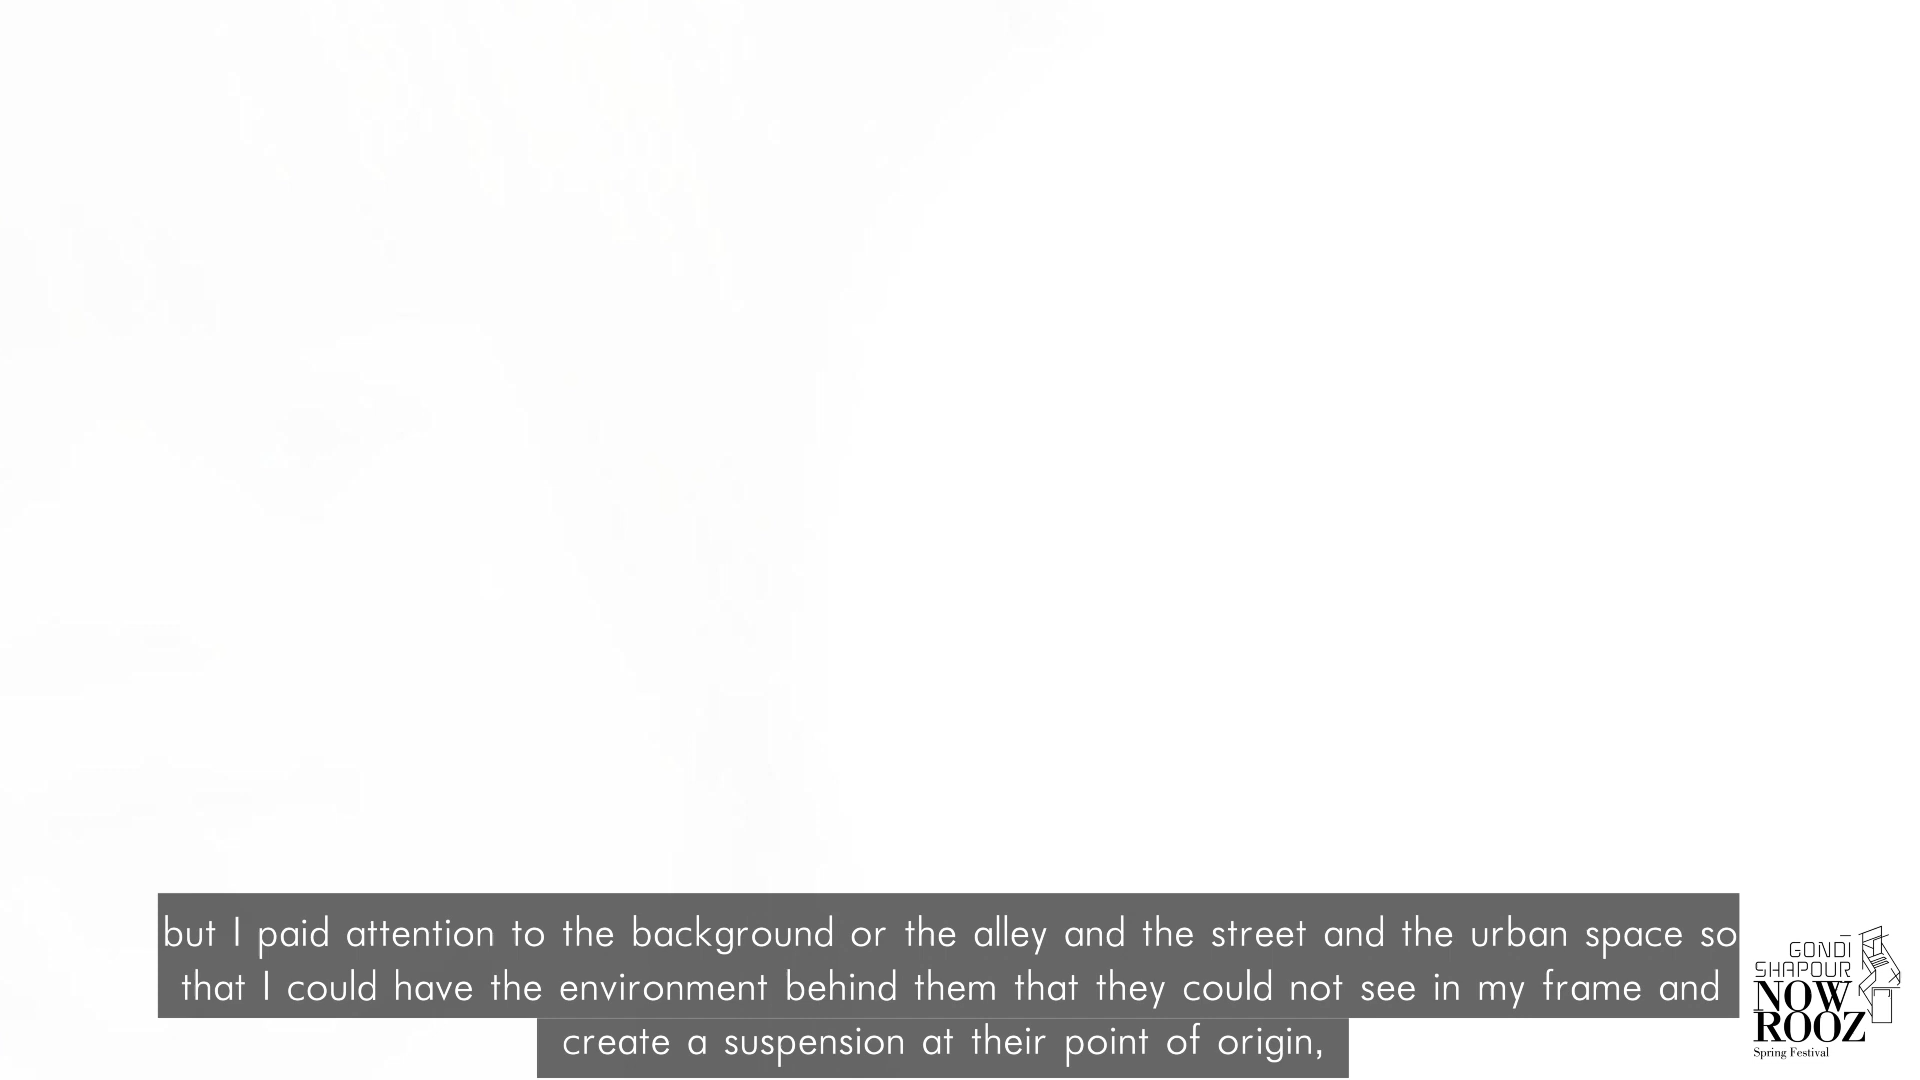 but I paid attention to the background or the alley and the street and the urban space so
that I could have the environment behind them that they could not see in my frame and
create a suspension at their point of origin,
GONDI
SHAPOUR
NOW
ROOZ
Spring Festival